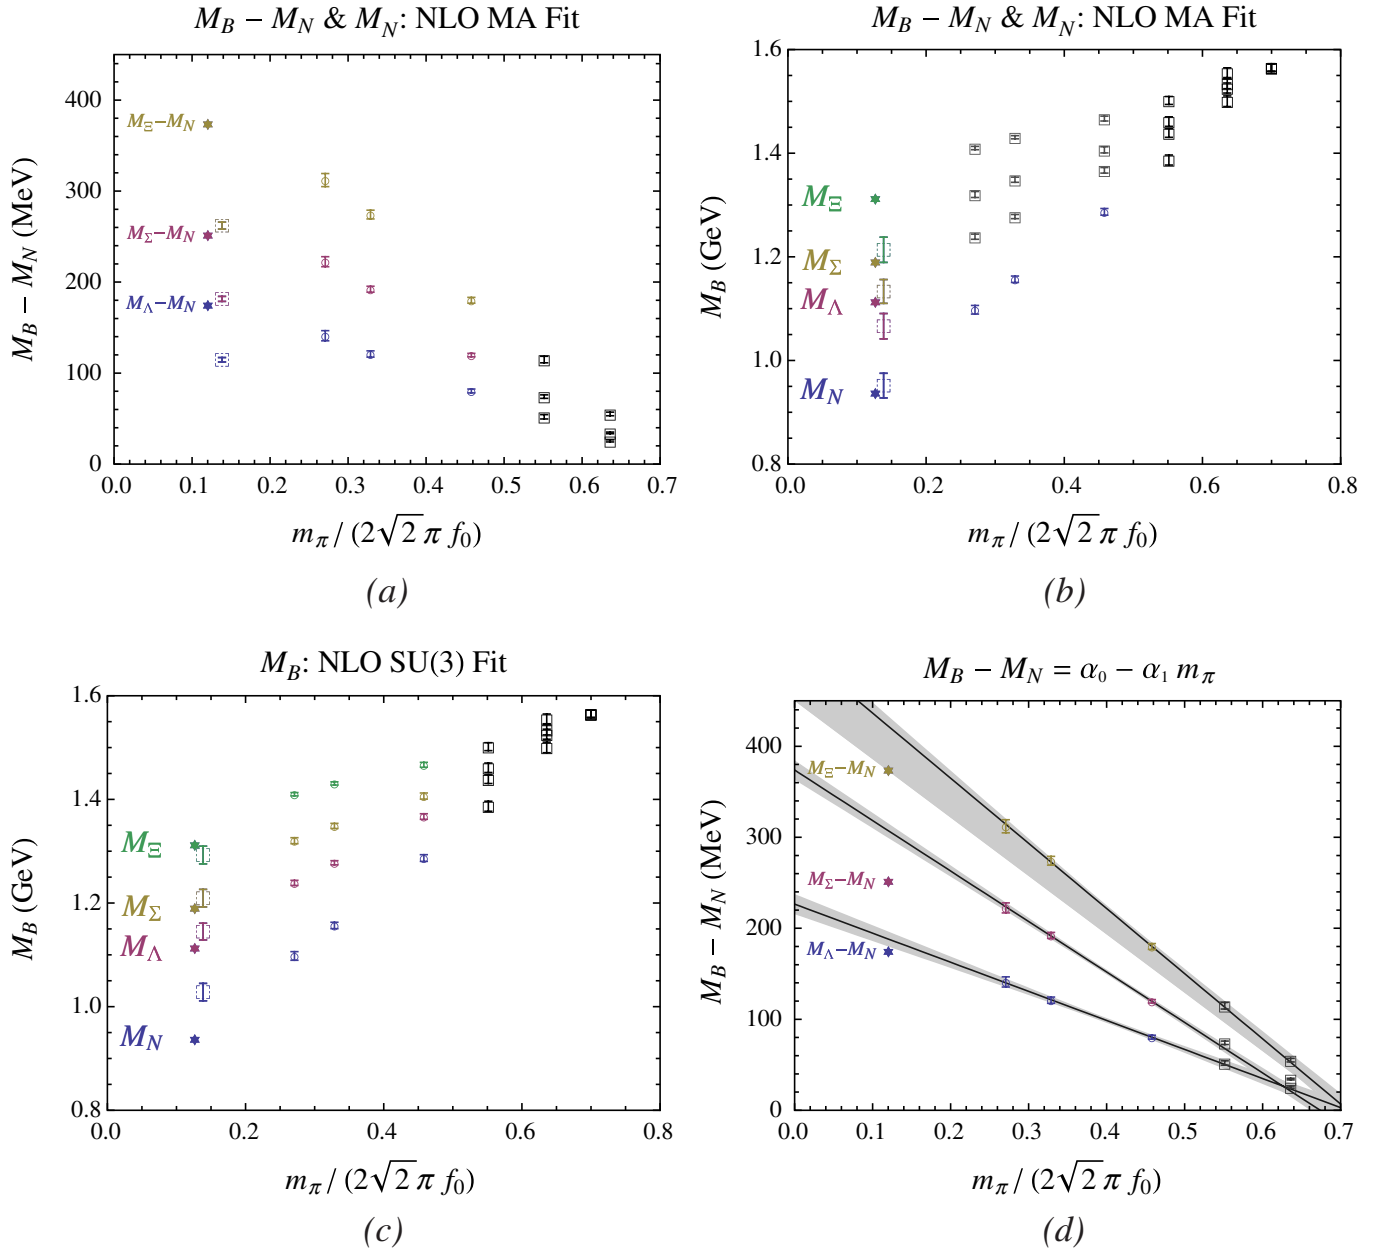 M_B − M_N & M_N: NLO MA Fit
M_B − M_N (MeV)
400
300
200
100
0
M_Ξ−M_N
M_Σ−M_N
M_Λ−M_N
0.0 0.1 0.2 0.3 0.4 0.5 0.6 0.7
m_π / (2√2 π f_0)
(a)
M_B − M_N & M_N: NLO MA Fit
M_B (GeV)
1.6
1.4
1.2
1.0
0.8
M_Ξ
M_Σ
M_Λ
M_N
0.0 0.2 0.4 0.6 0.8
m_π / (2√2 π f_0)
(b)
M_B: NLO SU(3) Fit
M_B (GeV)
1.6
1.4
1.2
1.0
0.8
M_Ξ
M_Σ
M_Λ
M_N
0.0 0.2 0.4 0.6 0.8
m_π / (2√2 π f_0)
(c)
M_B − M_N = α_0 − α_1 m_π
M_B − M_N (MeV)
400
300
200
100
0
M_Ξ−M_N
M_Σ−M_N
M_Λ−M_N
0.0 0.1 0.2 0.3 0.4 0.5 0.6 0.7
m_π / (2√2 π f_0)
(d)